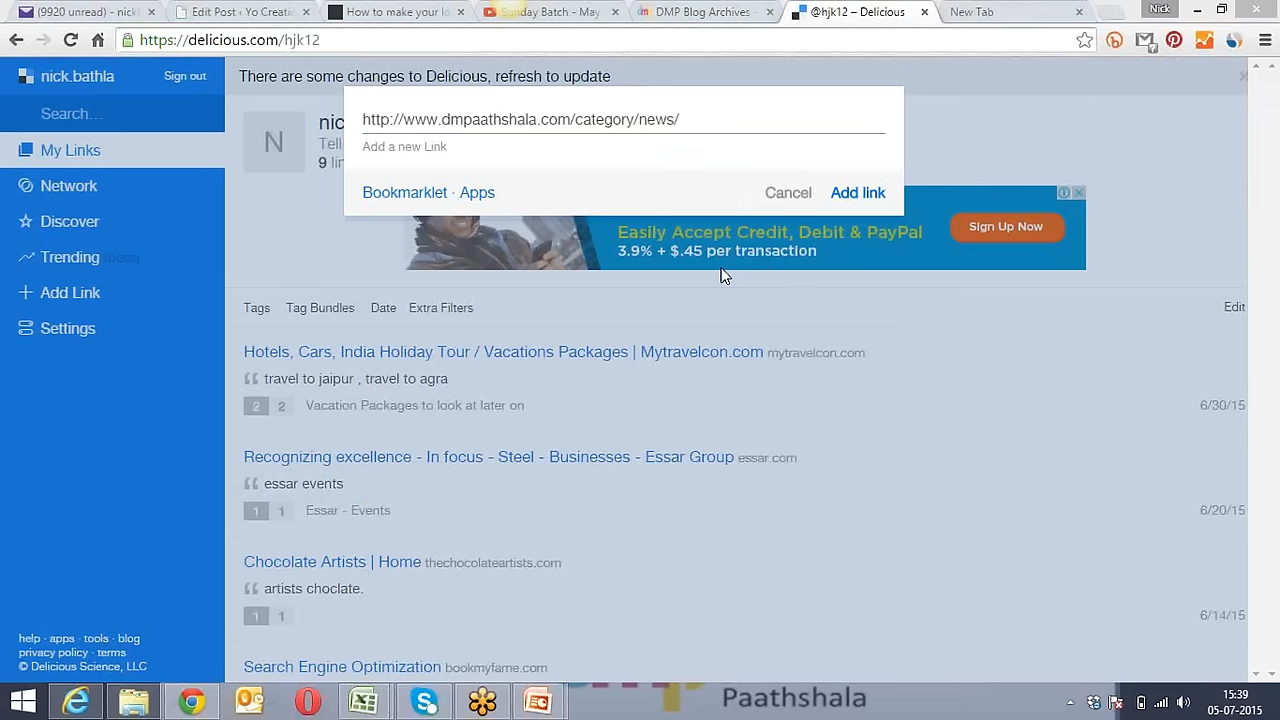 (9920 unread) - nick
Edit Post ‹ Yo Creati
How to make your l
Sunday Batch - May
DMP Blog Archives
@hjk12 – Delicious
New Tab
Nick
https://delicious.com/hjk12
nick.bathla
Sign out
There are some changes to Delicious, refresh to update
Search...
My Links
Network
Discover
Trending (beta)
Add Link
Settings
N
nic
Tell
9 lin
http://www.dmpaathshala.com/category/news/
Add a new Link
Bookmarklet · Apps
Cancel
Add link
Easily Accept Credit, Debit & PayPal
3.9% + $.45 per transaction
Sign Up Now
Tags
Tag Bundles
Date
Extra Filters
Edit
Hotels, Cars, India Holiday Tour / Vacations Packages | Mytravelcon.com mytravelcon.com
travel to jaipur , travel to agra
2 2 Vacation Packages to look at later on 6/30/15
Recognizing excellence - In focus - Steel - Businesses - Essar Group essar.com
essar events
1 1 Essar - Events 6/20/15
Chocolate Artists | Home thechocolateartists.com
artists choclate.
1 1 6/14/15
Search Engine Optimization bookmyfame.com
help · apps · tools · blog
privacy policy · terms
© Delicious Science, LLC
Paathshala
15:39
05-07-2015